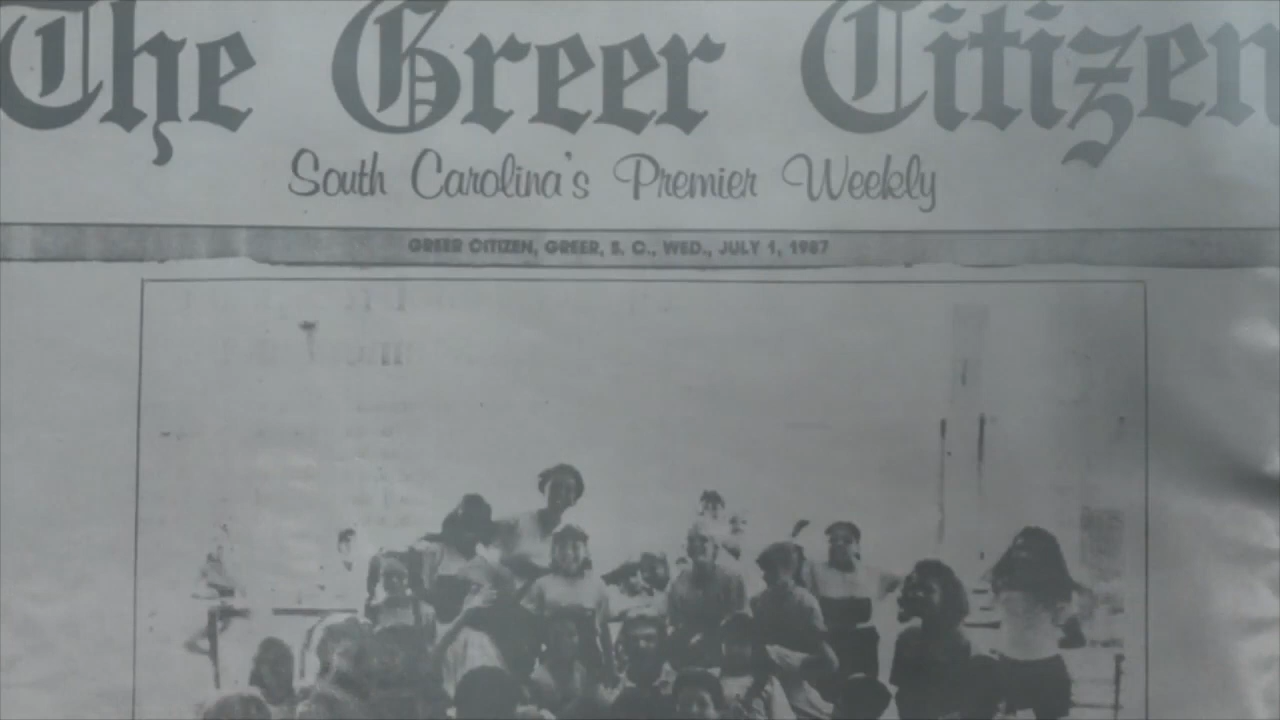 The Greer Citizen
South Carolina's Premier Weekly
GREER CITIZEN, GREER, S. C., WED., JULY 1, 1987